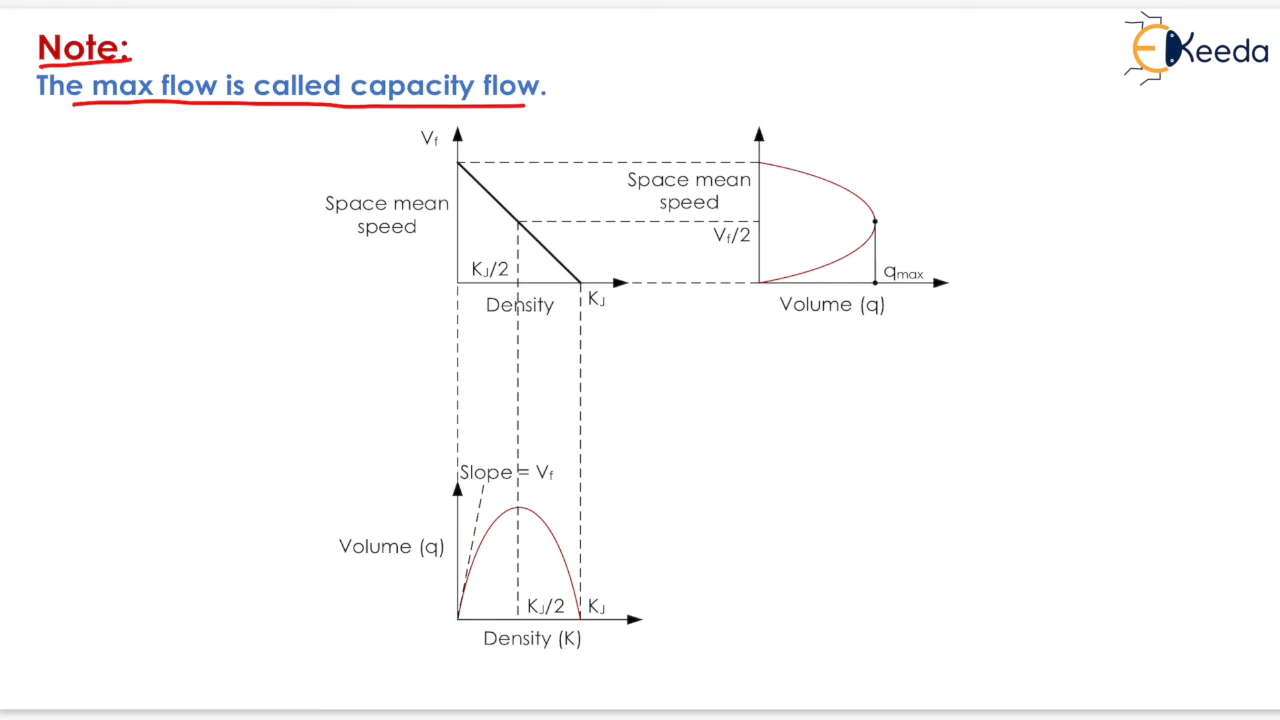 Note:
EKeeda
The max flow is called capacity flow.
Vf
Space mean
speed
KJ/2
Density
KJ
Space mean
speed
Vf/2
qmax
Volume (q)
Slope = Vf
Volume (q)
KJ/2
KJ
Density (K)